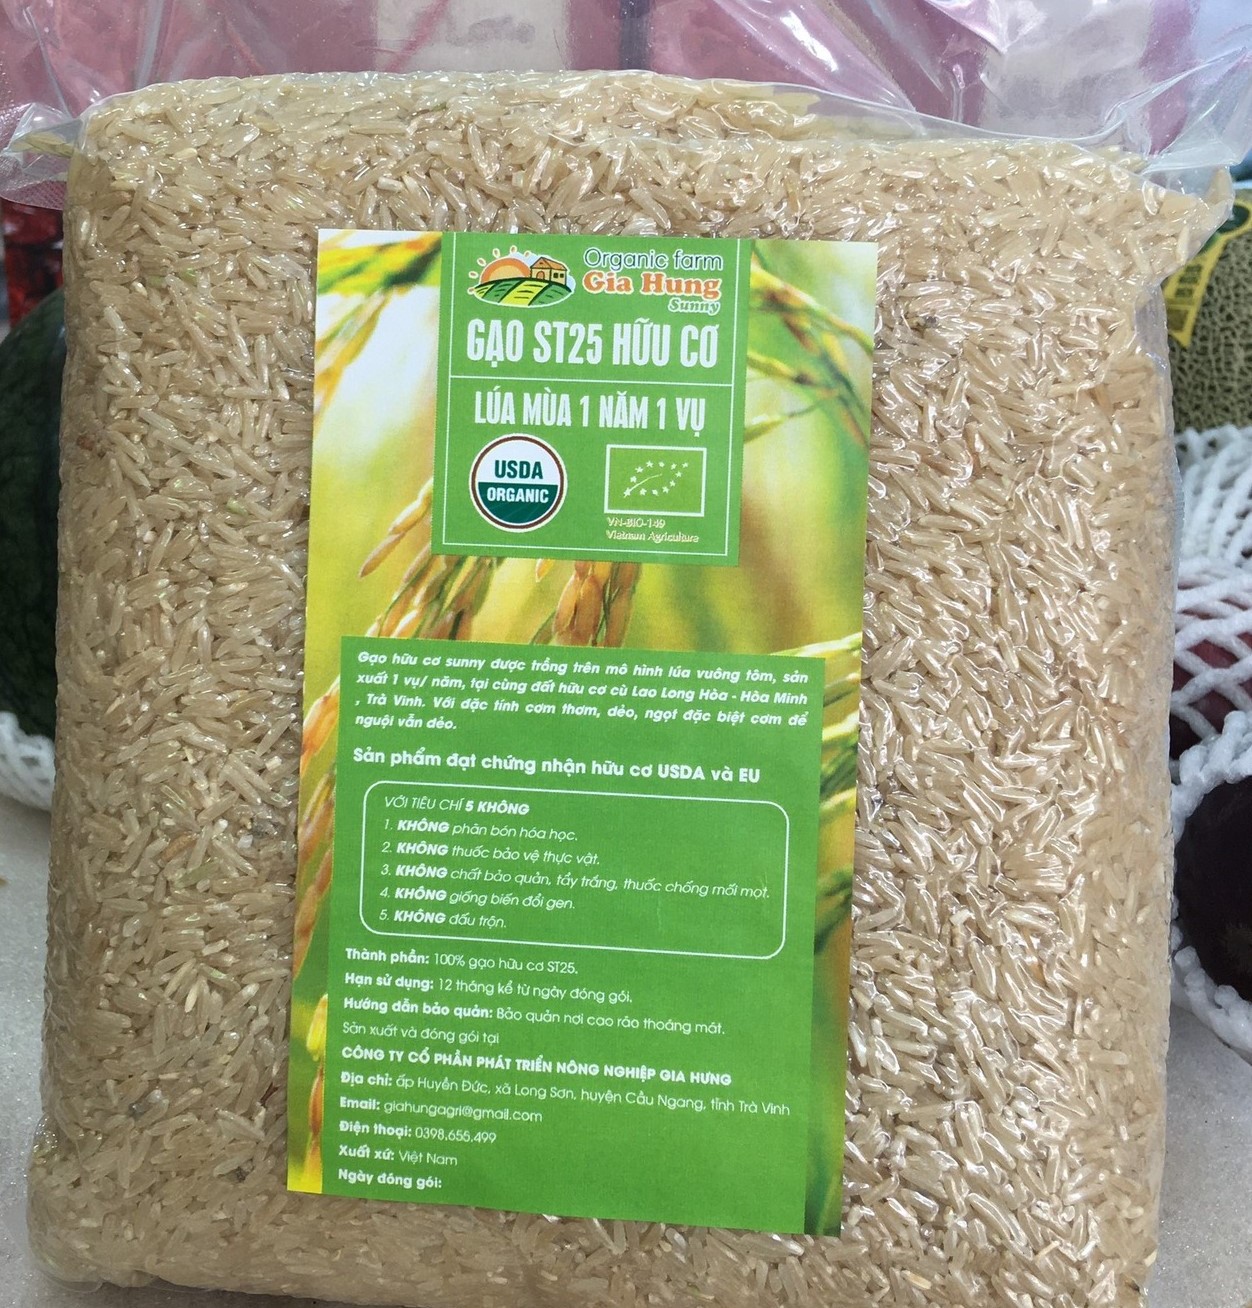 Organic farm
Gia Hung
Sunny
GẠO ST25 HỮU CƠ
LÚA MÙA 1 NĂM 1 VỤ
USDA
ORGANIC
VN-BIO-149
Vietnam Agriculture
Gạo hữu cơ sunny được trồng trên mô hình lúa vuông tôm, sản
xuất 1 vụ/ năm, tại cùng đất hữu cơ cù Lao Long Hòa - Hòa Minh
, Trà Vinh. Với đặc tính cơm thơm, dẻo, ngọt đặc biệt cơm để
nguội vẫn dẻo.
Sản phẩm đạt chứng nhận hữu cơ USDA và EU
VỚI TIÊU CHÍ 5 KHÔNG
1. KHÔNG phân bón hóa học.
2. KHÔNG thuốc bảo vệ thực vật.
3. KHÔNG chất bảo quản, tẩy trắng, thuốc chống mối mọt.
4. KHÔNG giống biến đổi gen.
5. KHÔNG đấu trộn.
Thành phần: 100% gạo hữu cơ ST25.
Hạn sử dụng: 12 tháng kể từ ngày đóng gói.
Hướng dẫn bảo quản: Bảo quản nơi cao ráo thoáng mát.
Sản xuất và đóng gói tại
CÔNG TY CỔ PHẦN PHÁT TRIỂN NÔNG NGHIỆP GIA HƯNG
Địa chỉ: ấp Huyền Đức, xã Long Sơn, huyện Cầu Ngang, tỉnh Trà Vinh
Email: giahungagri@gmail.com
Điện thoại: 0398.655.499
Xuất xứ: Việt Nam
Ngày đóng gói: